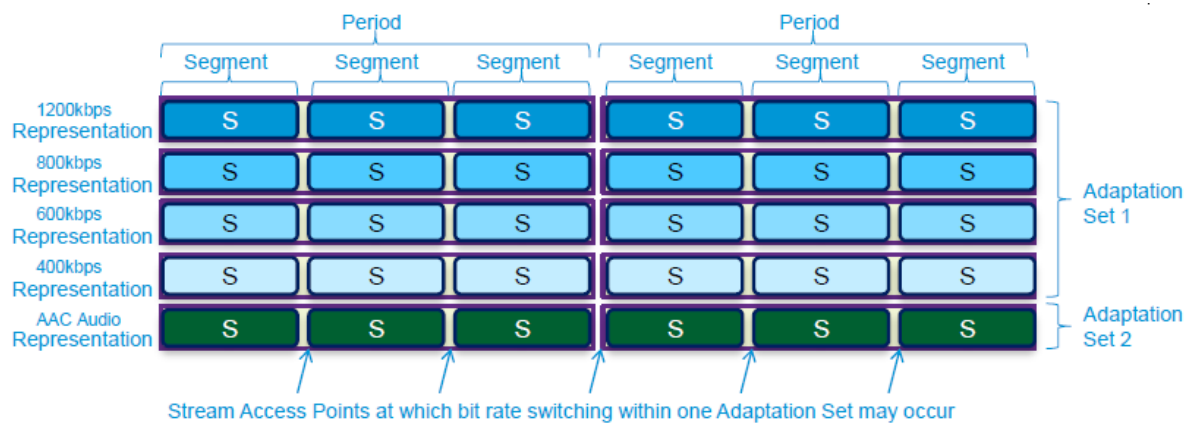 Period Period
Segment Segment Segment Segment Segment Segment
1200kbps
Representation
S S S S S S
800kbps
Representation
S S S S S S
600kbps
Representation
S S S S S S
400kbps
Representation
S S S S S S
AAC Audio
Representation
S S S S S S
Adaptation
Set 1
Adaptation
Set 2
Stream Access Points at which bit rate switching within one Adaptation Set may occur